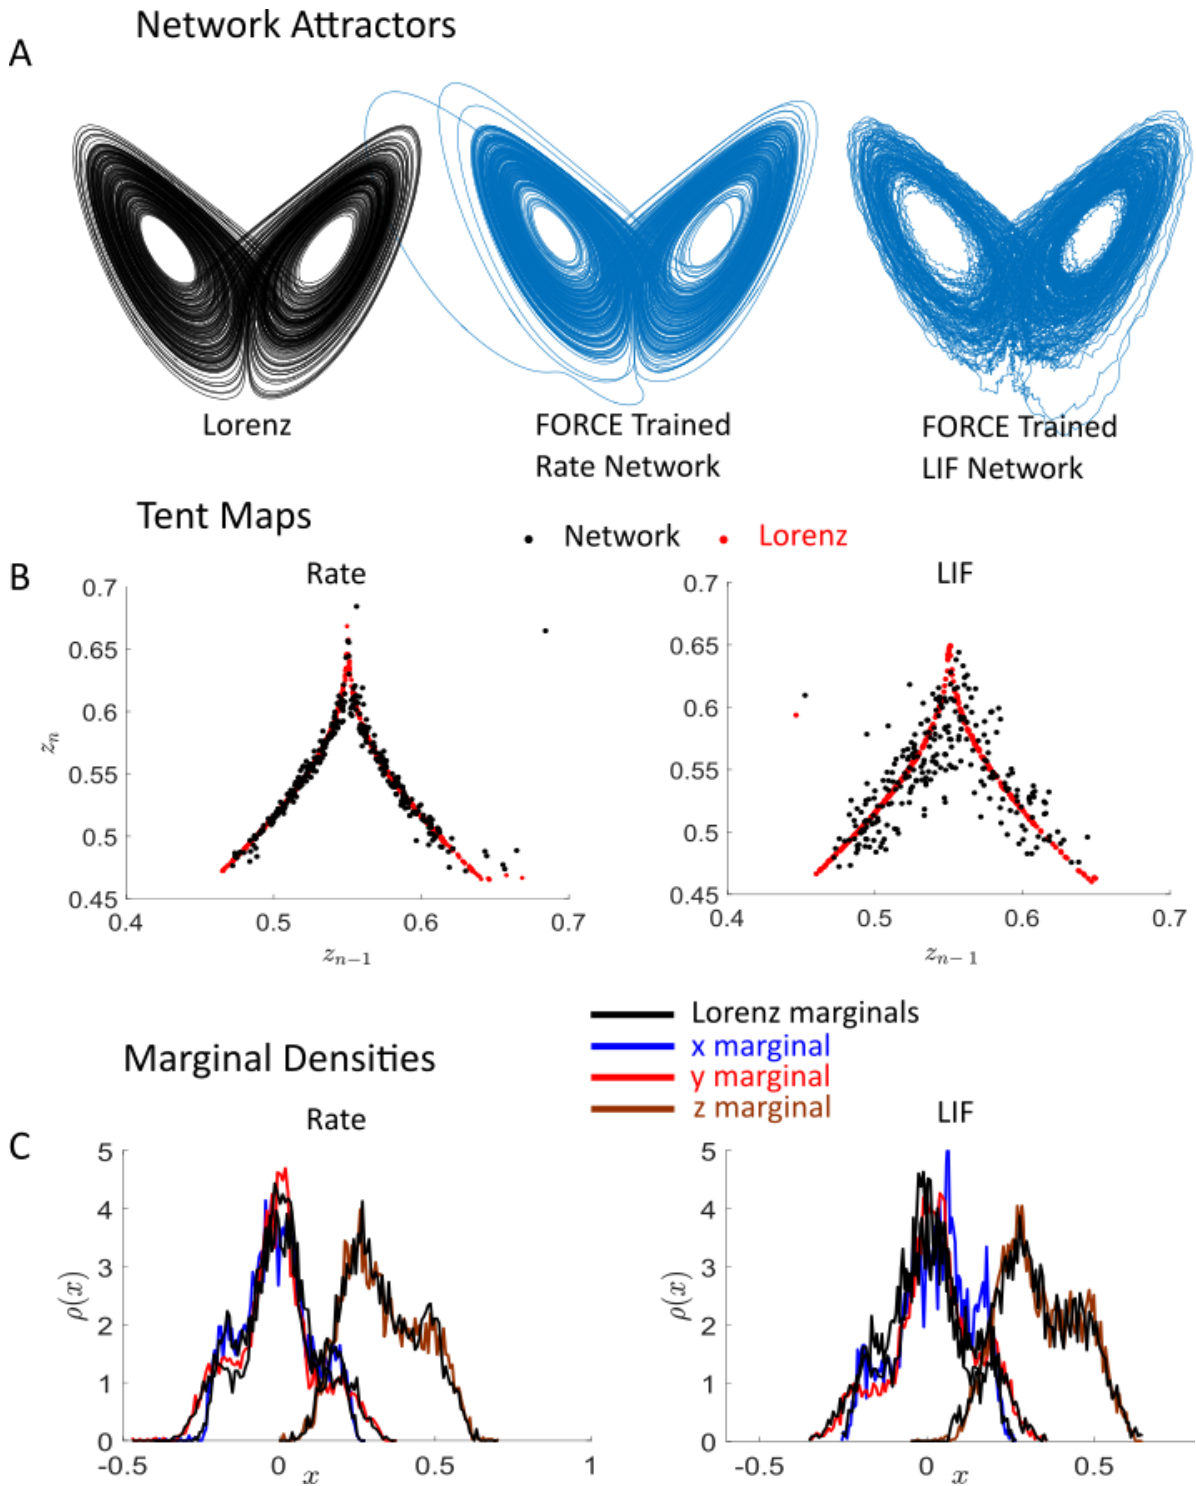 Network Attractors
A
Lorenz
FORCE Trained
Rate Network
FORCE Trained
LIF Network
Tent Maps
Network
Lorenz
B
Rate
0.7
0.65
0.6
0.55
0.5
0.45
0.4
0.5
0.6
0.7
z_n
z_{n-1}
LIF
0.7
0.65
0.6
0.55
0.5
0.45
0.4
0.5
0.6
0.7
z_{n-1}
Lorenz marginals
x marginal
y marginal
z marginal
Marginal Densities
C
Rate
5
4
3
2
1
0
-0.5
0
0.5
1
ρ(x)
x
LIF
5
4
3
2
1
0
-0.5
0
0.5
ρ(x)
x